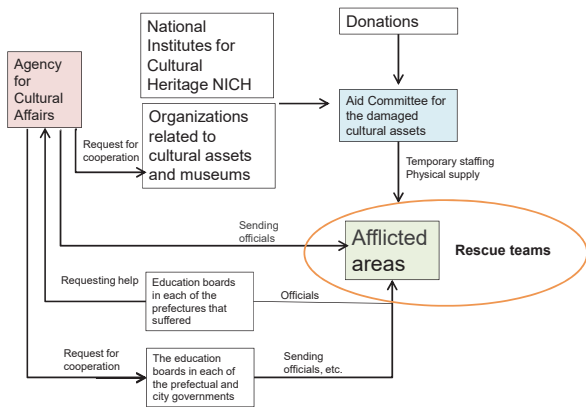 Donations
National
Institutes for
Cultural
Heritage NICH
Agency
for
Cultural
Affairs
Aid Committee for
the damaged
cultural assets
Organizations
related to
cultural assets
and museums
Request for
cooperation
Temporary staffing
Physical supply
Sending
officials
Afflicted
areas
Rescue teams
Requesting help
Education boards
in each of the
prefectures that
suffered
Officials
Request for
cooperation
The education
boards in each of
the prefectual and
city governments
Sending
officials, etc.